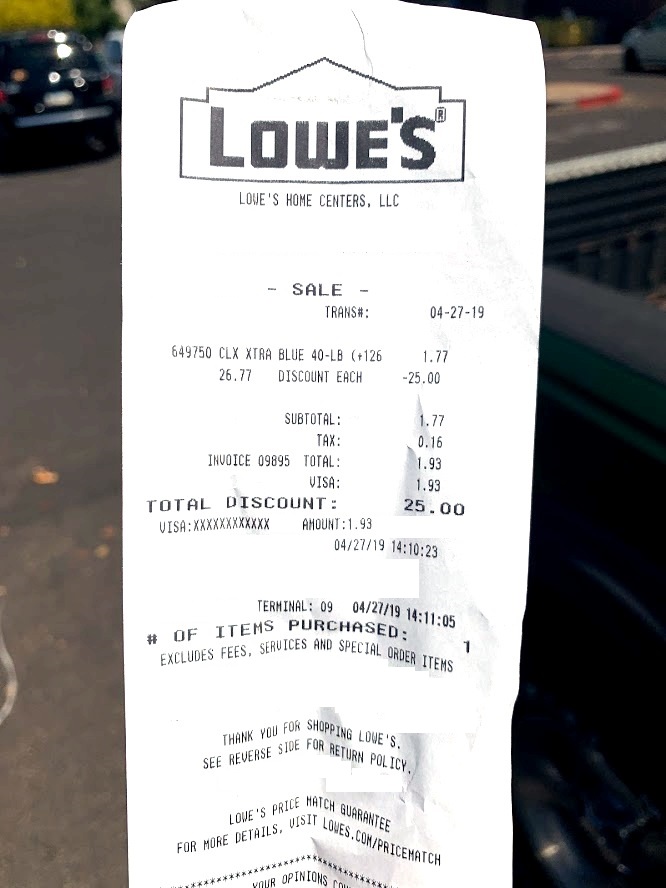 LOWE'S®
LOWE'S HOME CENTERS, LLC
- SALE -
TRANS#: 04-27-19
649750 CLX XTRA BLUE 40-LB (+126 1.77
26.77 DISCOUNT EACH -25.00
SUBTOTAL: 1.77
TAX: 0.16
INVOICE 09895 TOTAL: 1.93
VISA: 1.93
TOTAL DISCOUNT: 25.00
VISA:XXXXXXXXXXXX AMOUNT:1.93
04/27/19 14:10:23
TERMINAL: 09 04/27/19 14:11:05
# OF ITEMS PURCHASED: 1
EXCLUDES FEES, SERVICES AND SPECIAL ORDER ITEMS
THANK YOU FOR SHOPPING LOWE'S.
SEE REVERSE SIDE FOR RETURN POLICY.
LOWE'S PRICE MATCH GUARANTEE
FOR MORE DETAILS, VISIT LOWES.COM/PRICEMATCH
YOUR OPINIONS